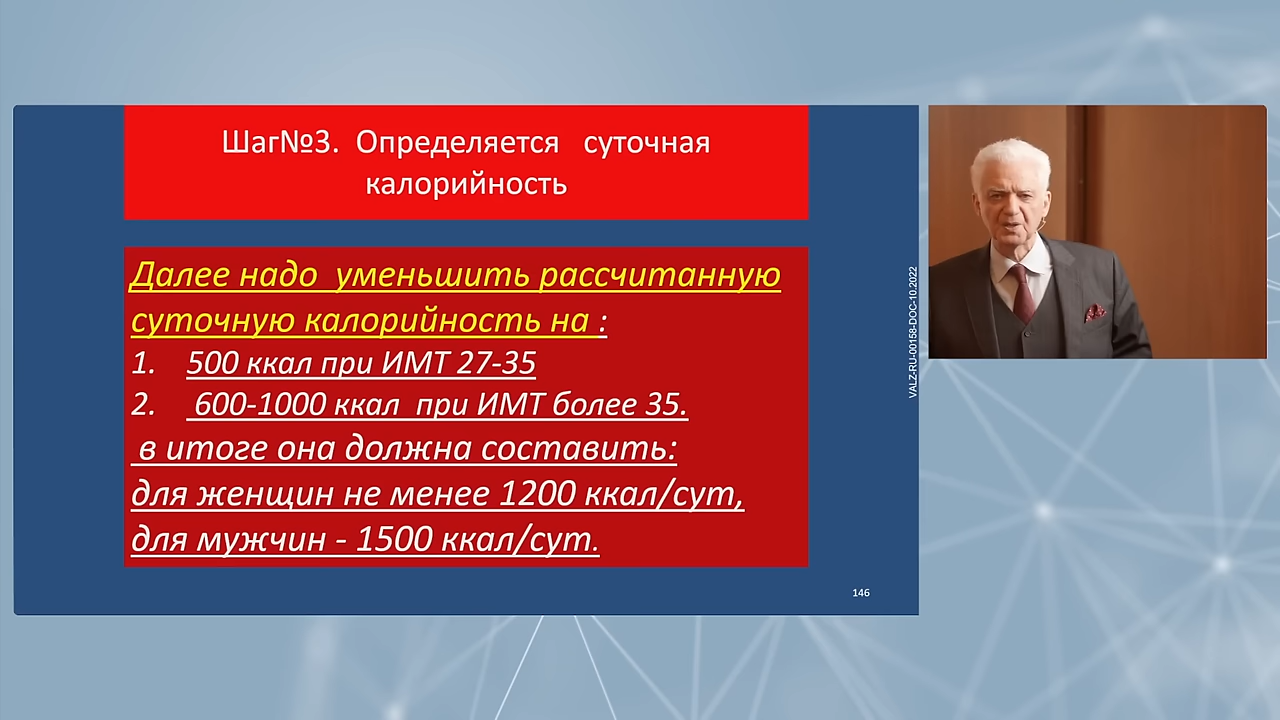 Шаг№3. Определяется суточная
калорийность
Далее надо уменьшить рассчитанную
суточную калорийность на :
1. 500 ккал при ИМТ 27-35
2. 600-1000 ккал при ИМТ более 35.
в итоге она должна составить:
для женщин не менее 1200 ккал/сут,
для мужчин - 1500 ккал/сут.
146
VALZ-RU-00158-DOC-10.2022